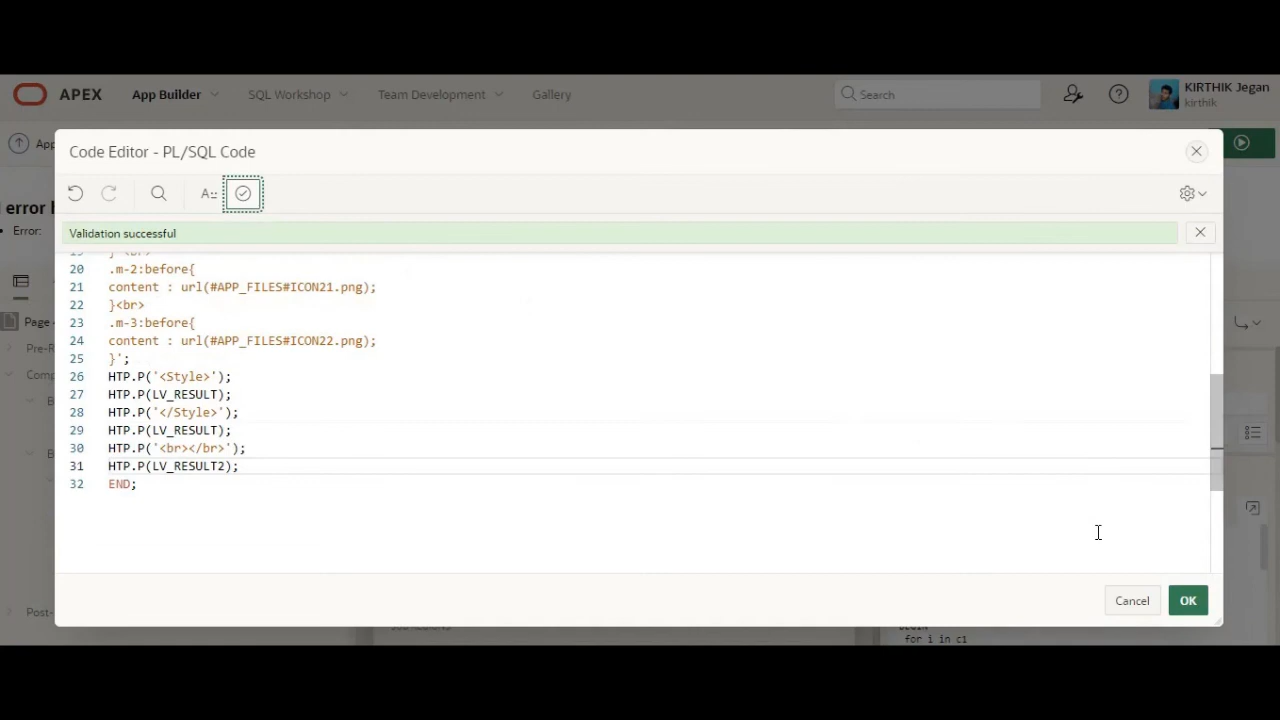 APEX App Builder SQL Workshop Team Development Gallery Search KIRTHIK Jegan
kirthik
App
Code Editor - PL/SQL Code
error
Error:
Validation successful
20 .m-2:before{
21 content : url(#APP_FILES#ICON21.png);
22 }<br>
23 .m-3:before{
24 content : url(#APP_FILES#ICON22.png);
25 }';
26 HTP.P('<Style>');
27 HTP.P(LV_RESULT);
28 HTP.P('</Style>');
29 HTP.P(LV_RESULT);
30 HTP.P('<br></br>');
31 HTP.P(LV_RESULT2);
32 END;
Page
Pre-R
Comp
B
B
Post-
Cancel OK
for i in c1